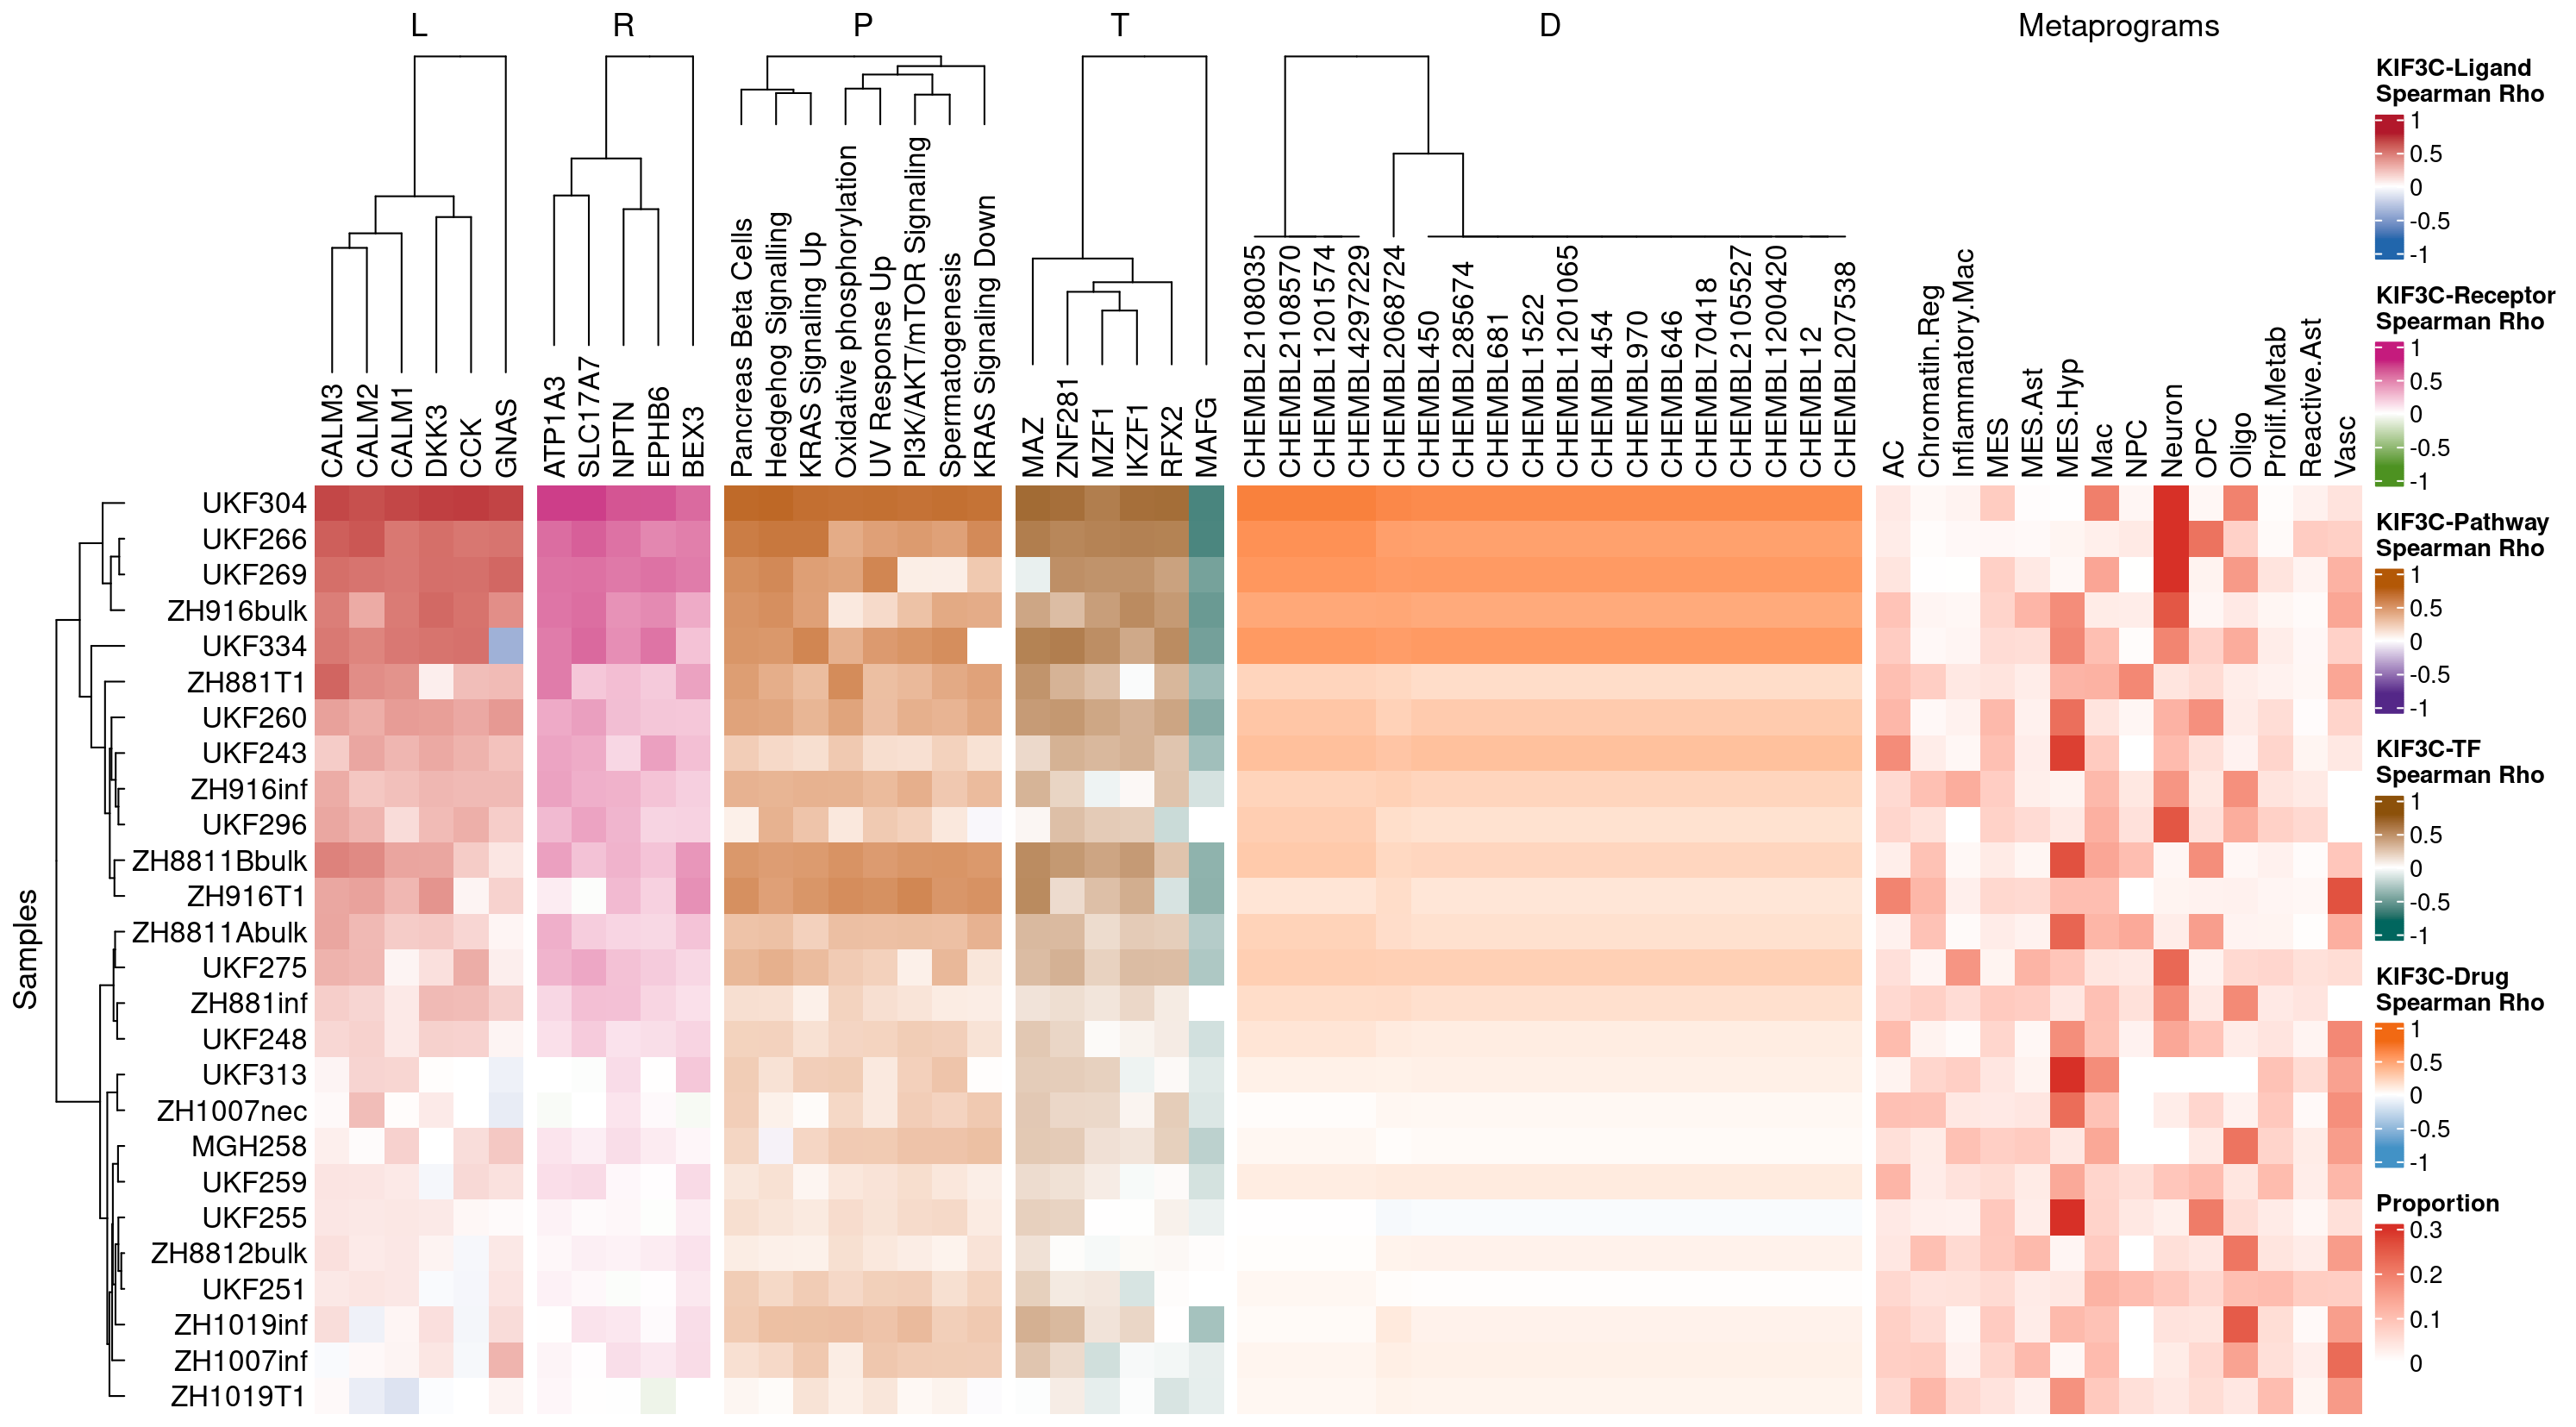 L R P T D Metaprograms
CALM3
CALM2
CALM1
DKK3
CCK
GNAS
ATP1A3
SLC17A7
NPTN
EPHB6
BEX3
Pancreas Beta Cells
Hedgehog Signalling
KRAS Signaling Up
Oxidative phosphorylation
UV Response Up
PI3K/AKT/mTOR Signaling
Spermatogenesis
KRAS Signaling Down
MAZ
ZNF281
MZF1
IKZF1
RFX2
MAFG
CHEMBL2108035
CHEMBL2108570
CHEMBL1201574
CHEMBL4297229
CHEMBL2068724
CHEMBL450
CHEMBL285674
CHEMBL681
CHEMBL1522
CHEMBL1201065
CHEMBL454
CHEMBL970
CHEMBL646
CHEMBL70418
CHEMBL2105527
CHEMBL1200420
CHEMBL12
CHEMBL207538
AC
Chromatin.Reg
Inflammatory.Mac
MES
MES.Ast
MES.Hyp
Mac
NPC
Neuron
OPC
Oligo
Prolif.Metab
Reactive.Ast
Vasc
Samples
UKF304
UKF266
UKF269
ZH916bulk
UKF334
ZH881T1
UKF260
UKF243
ZH916inf
UKF296
ZH8811Bbulk
ZH916T1
ZH8811Abulk
UKF275
ZH881inf
UKF248
UKF313
ZH1007nec
MGH258
UKF259
UKF255
ZH8812bulk
UKF251
ZH1019inf
ZH1007inf
ZH1019T1
KIF3C-Ligand
Spearman Rho
1
0.5
0
-0.5
-1
KIF3C-Receptor
Spearman Rho
1
0.5
0
-0.5
-1
KIF3C-Pathway
Spearman Rho
1
0.5
0
-0.5
-1
KIF3C-TF
Spearman Rho
1
0.5
0
-0.5
-1
KIF3C-Drug
Spearman Rho
1
0.5
0
-0.5
-1
Proportion
0.3
0.2
0.1
0